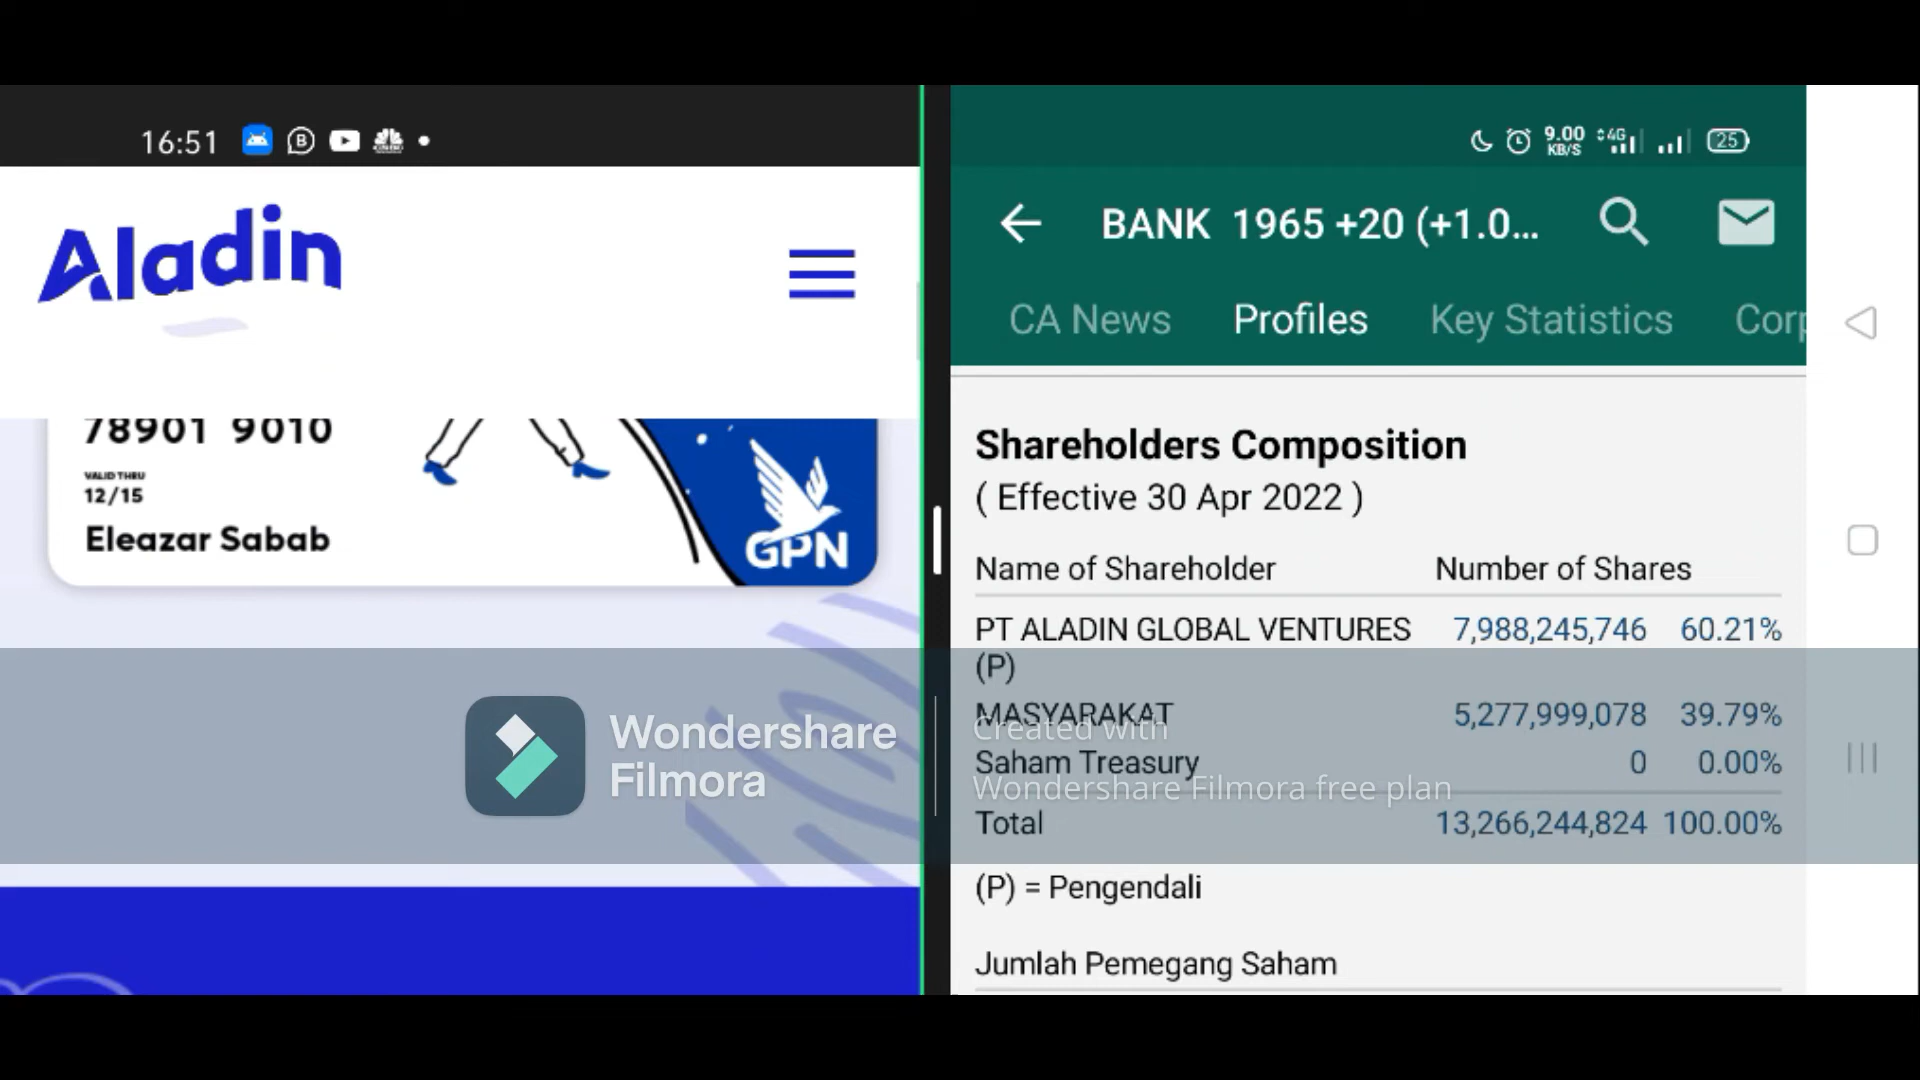 16:51
Aladin
78901 9010
VALID THRU
12/15
Eleazar Sabab
GPN
9.00
KB/S
4G
25
BANK 1965 +20 (+1.0...
CA News Profiles Key Statistics Corp
Shareholders Composition
( Effective 30 Apr 2022 )
Name of Shareholder Number of Shares
PT ALADIN GLOBAL VENTURES 7,988,245,746 60.21%
(P)
MASYARAKAT 5,277,999,078 39.79%
Saham Treasury 0 0.00%
Total 13,266,244,824 100.00%
(P) = Pengendali
Jumlah Pemegang Saham
Wondershare
Filmora
Created with
Wondershare Filmora free plan